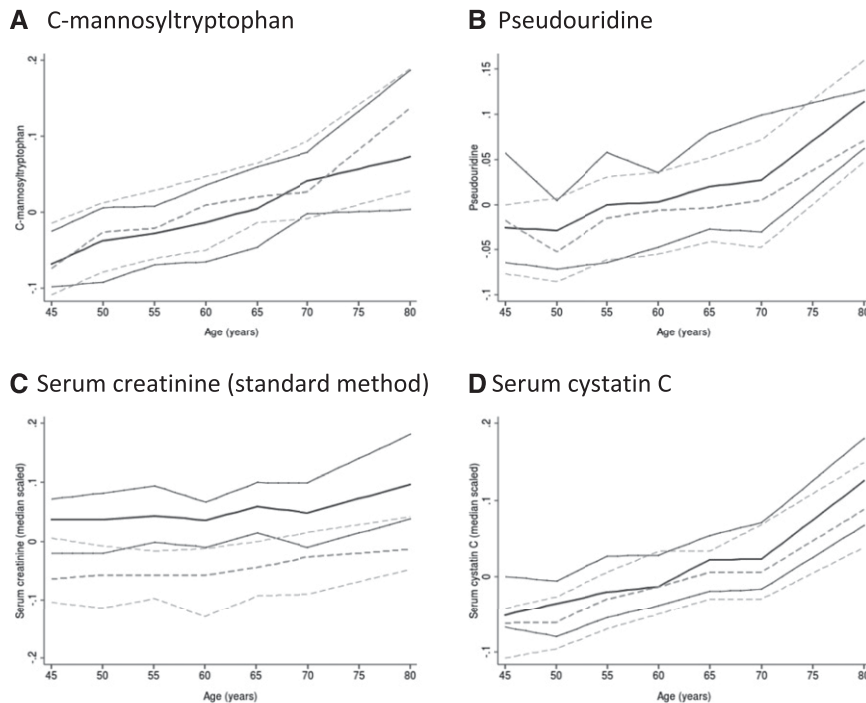 A C-mannosyltryptophan
.2
.1
0
-.1
C-mannosyltryptophan
45 50 55 60 65 70 75 80
Age (years)
B Pseudouridine
.15
.1
.05
0
-.05
-.1
Pseudouridine
45 50 55 60 65 70 75 80
Age (years)
C Serum creatinine (standard method)
.2
.1
0
-.1
-.2
Serum creatinine (median scaled)
45 50 55 60 65 70 75 80
Age (years)
D Serum cystatin C
.2
.1
0
-.1
Serum cystatin C (median scaled)
45 50 55 60 65 70 75 80
Age (years)